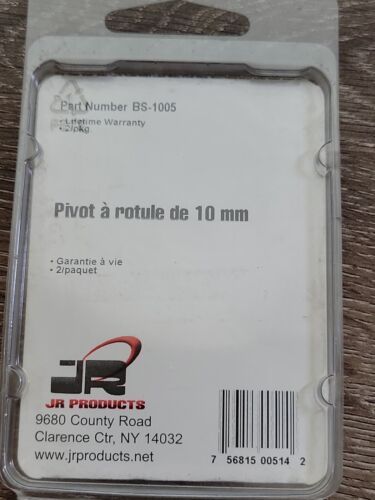 Part Number BS-1005
• Lifetime Warranty
• 2/pkg.
Pivot à rotule de 10 mm
• Garantie à vie
• 2/paquet
JR
JR PRODUCTS
9680 County Road
Clarence Ctr, NY 14032
www.jrproducts.net
7 56815 00514 2